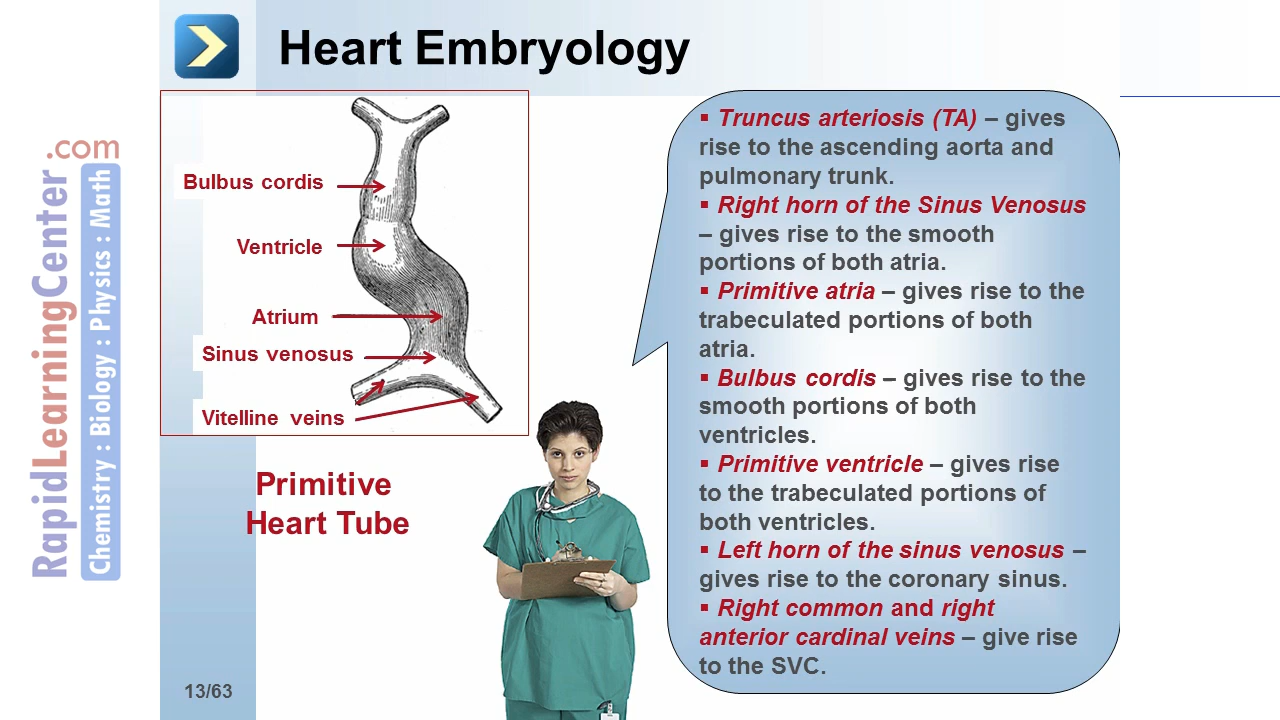 Heart Embryology
RapidLearningCenter.com
Chemistry : Biology : Physics : Math
Bulbus cordis
Ventricle
Atrium
Sinus venosus
Vitelline veins
Primitive
Heart Tube
▪ Truncus arteriosis (TA) – gives
rise to the ascending aorta and
pulmonary trunk.
▪ Right horn of the Sinus Venosus
– gives rise to the smooth
portions of both atria.
▪ Primitive atria – gives rise to the
trabeculated portions of both
atria.
▪ Bulbus cordis – gives rise to the
smooth portions of both
ventricles.
▪ Primitive ventricle – gives rise
to the trabeculated portions of
both ventricles.
▪ Left horn of the sinus venosus –
gives rise to the coronary sinus.
▪ Right common and right
anterior cardinal veins – give rise
to the SVC.
13/63